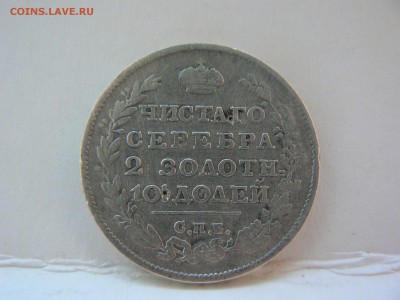 COINS.LAVE.RU
ЧИСТАГО
СЕРЕБРА
2 ЗОЛОТН.
10 ДОЛЕЙ
С.П.Б.